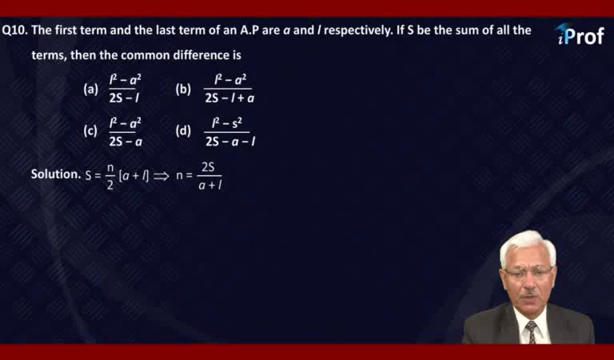 Q10. The first term and the last term of an A.P are a and l respectively. If S be the sum of all the
iProf
terms, then the common difference is
(a) (l² – a²)/(2S – l) (b) (l² – a²)/(2S – l + a)
(c) (l² – a²)/(2S – a) (d) (l² – s²)/(2S – a – l)
Solution. S = n/2 [a + l] ⟹ n = 2S/(a + l)